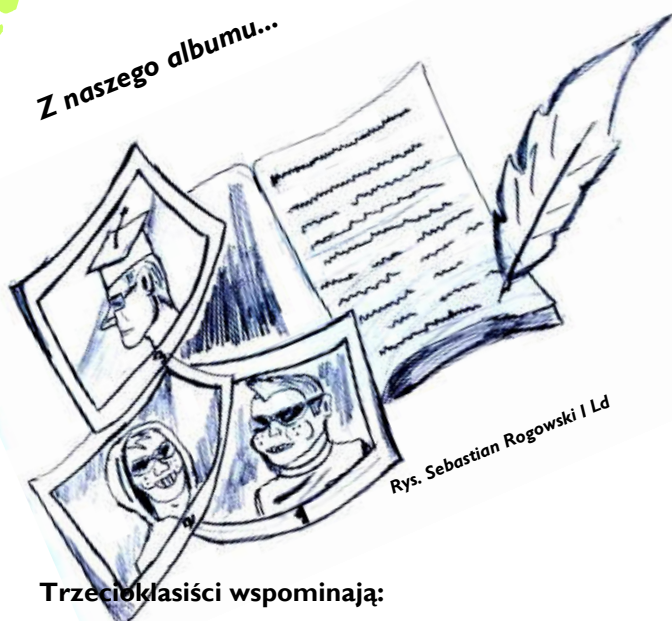 Z naszego albumu...
Rys. Sebastian Rogowski I Ld
Trzecioklasiści wspominają: